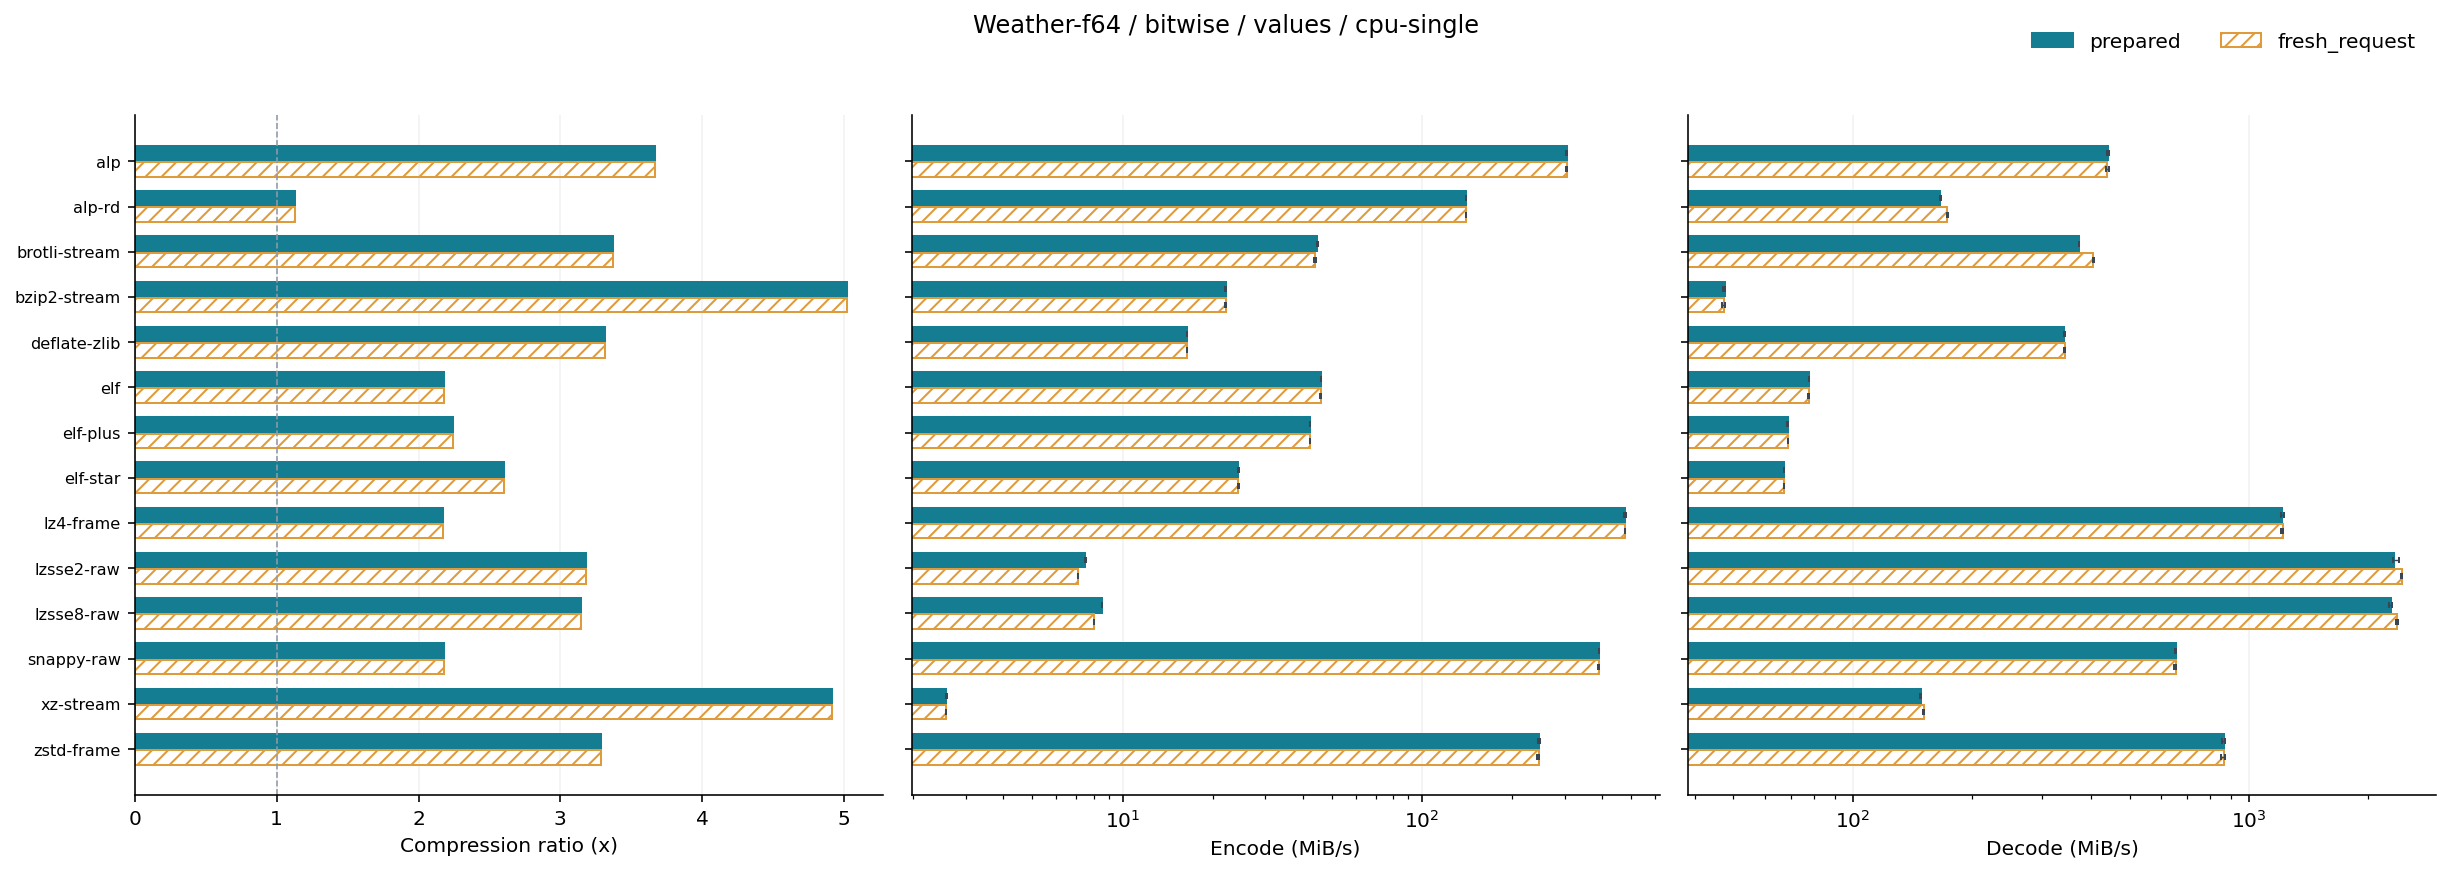 Weather-f64 / bitwise / values / cpu-single
prepared
fresh_request
alp
alp-rd
brotli-stream
bzip2-stream
deflate-zlib
elf
elf-plus
elf-star
lz4-frame
lzsse2-raw
lzsse8-raw
snappy-raw
xz-stream
zstd-frame
0 1 2 3 4 5
Compression ratio (x)
10¹ 10²
Encode (MiB/s)
10² 10³
Decode (MiB/s)